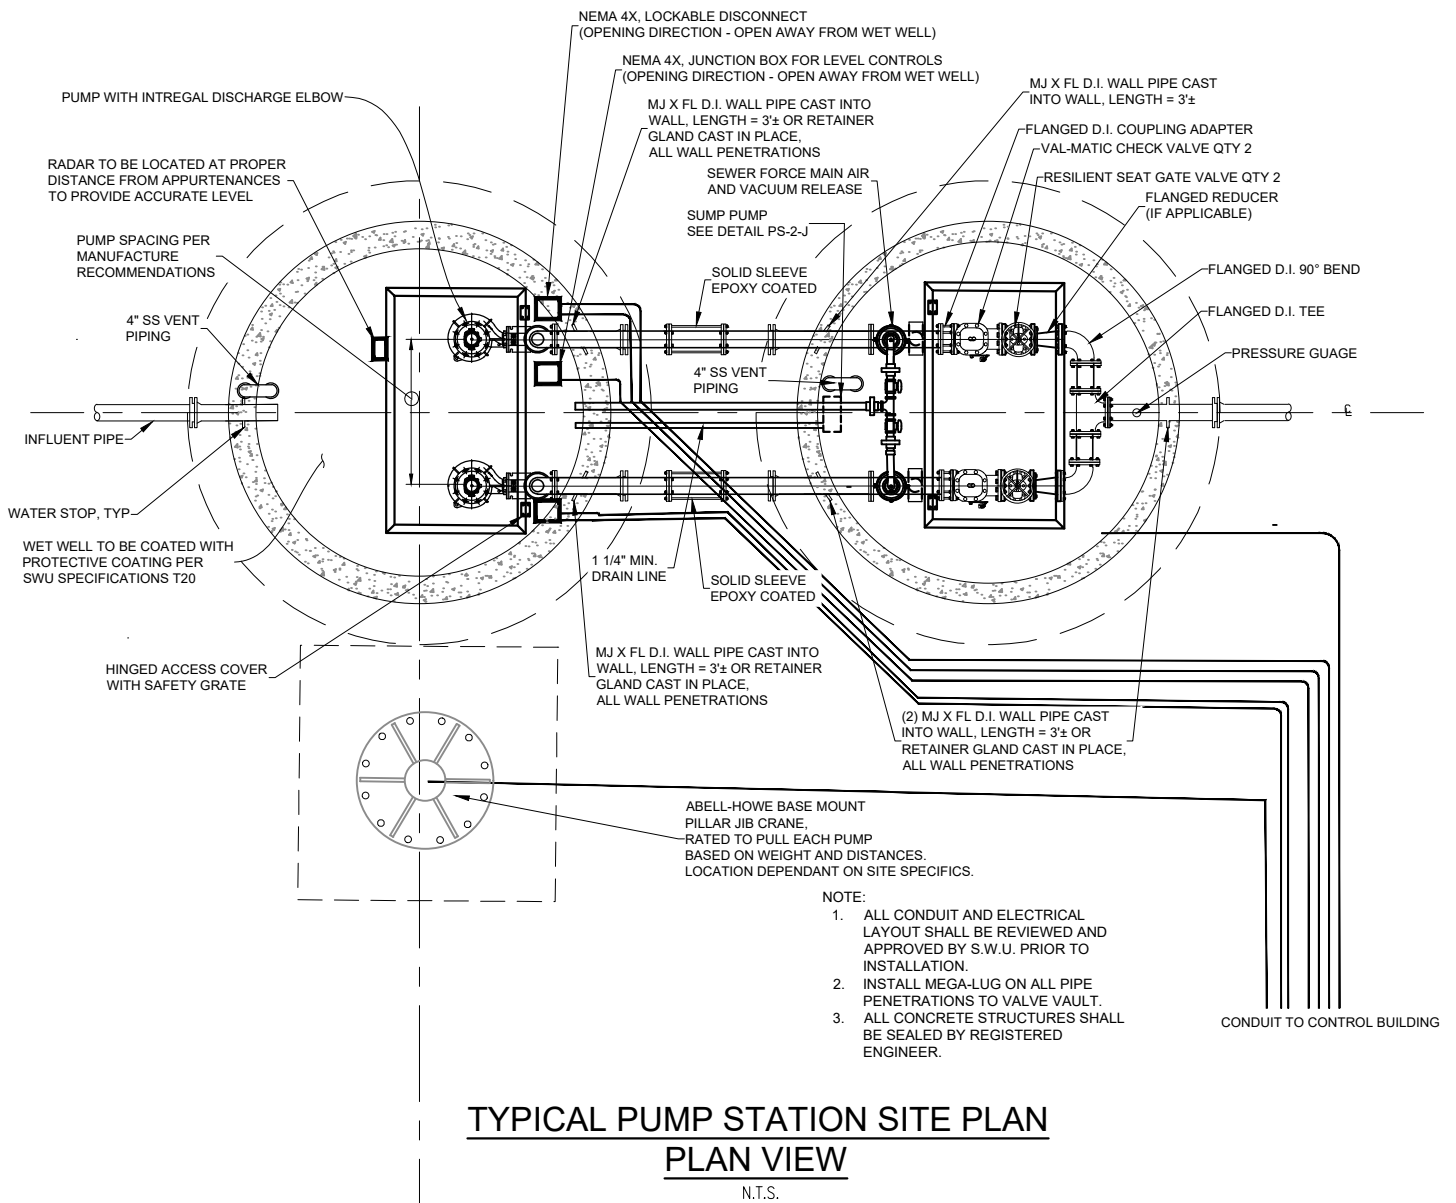 NEMA 4X, LOCKABLE DISCONNECT
(OPENING DIRECTION - OPEN AWAY FROM WET WELL)
NEMA 4X, JUNCTION BOX FOR LEVEL CONTROLS
(OPENING DIRECTION - OPEN AWAY FROM WET WELL)
PUMP WITH INTREGAL DISCHARGE ELBOW
MJ X FL D.I. WALL PIPE CAST INTO
WALL, LENGTH = 3'± OR RETAINER
GLAND CAST IN PLACE,
ALL WALL PENETRATIONS
MJ X FL D.I. WALL PIPE CAST
INTO WALL, LENGTH = 3'±
FLANGED D.I. COUPLING ADAPTER
VAL-MATIC CHECK VALVE QTY 2
RADAR TO BE LOCATED AT PROPER
DISTANCE FROM APPURTENANCES
TO PROVIDE ACCURATE LEVEL
SEWER FORCE MAIN AIR
AND VACUUM RELEASE
RESILIENT SEAT GATE VALVE QTY 2
FLANGED REDUCER
(IF APPLICABLE)
SUMP PUMP
SEE DETAIL PS-2-J
PUMP SPACING PER
MANUFACTURE
RECOMMENDATIONS
SOLID SLEEVE
EPOXY COATED
FLANGED D.I. 90° BEND
FLANGED D.I. TEE
4" SS VENT
PIPING
PRESSURE GUAGE
4" SS VENT
PIPING
INFLUENT PIPE
WATER STOP, TYP
WET WELL TO BE COATED WITH
PROTECTIVE COATING PER
SWU SPECIFICATIONS T20
1 1/4" MIN.
DRAIN LINE
SOLID SLEEVE
EPOXY COATED
HINGED ACCESS COVER
WITH SAFETY GRATE
MJ X FL D.I. WALL PIPE CAST INTO
WALL, LENGTH = 3'± OR RETAINER
GLAND CAST IN PLACE,
ALL WALL PENETRATIONS
(2) MJ X FL D.I. WALL PIPE CAST
INTO WALL, LENGTH = 3'± OR
RETAINER GLAND CAST IN PLACE,
ALL WALL PENETRATIONS
ABELL-HOWE BASE MOUNT
PILLAR JIB CRANE,
RATED TO PULL EACH PUMP
BASED ON WEIGHT AND DISTANCES.
LOCATION DEPENDANT ON SITE SPECIFICS.
NOTE:
1. ALL CONDUIT AND ELECTRICAL
LAYOUT SHALL BE REVIEWED AND
APPROVED BY S.W.U. PRIOR TO
INSTALLATION.
2. INSTALL MEGA-LUG ON ALL PIPE
PENETRATIONS TO VALVE VAULT.
3. ALL CONCRETE STRUCTURES SHALL
BE SEALED BY REGISTERED
ENGINEER.
CONDUIT TO CONTROL BUILDING
TYPICAL PUMP STATION SITE PLAN
PLAN VIEW
N.T.S.